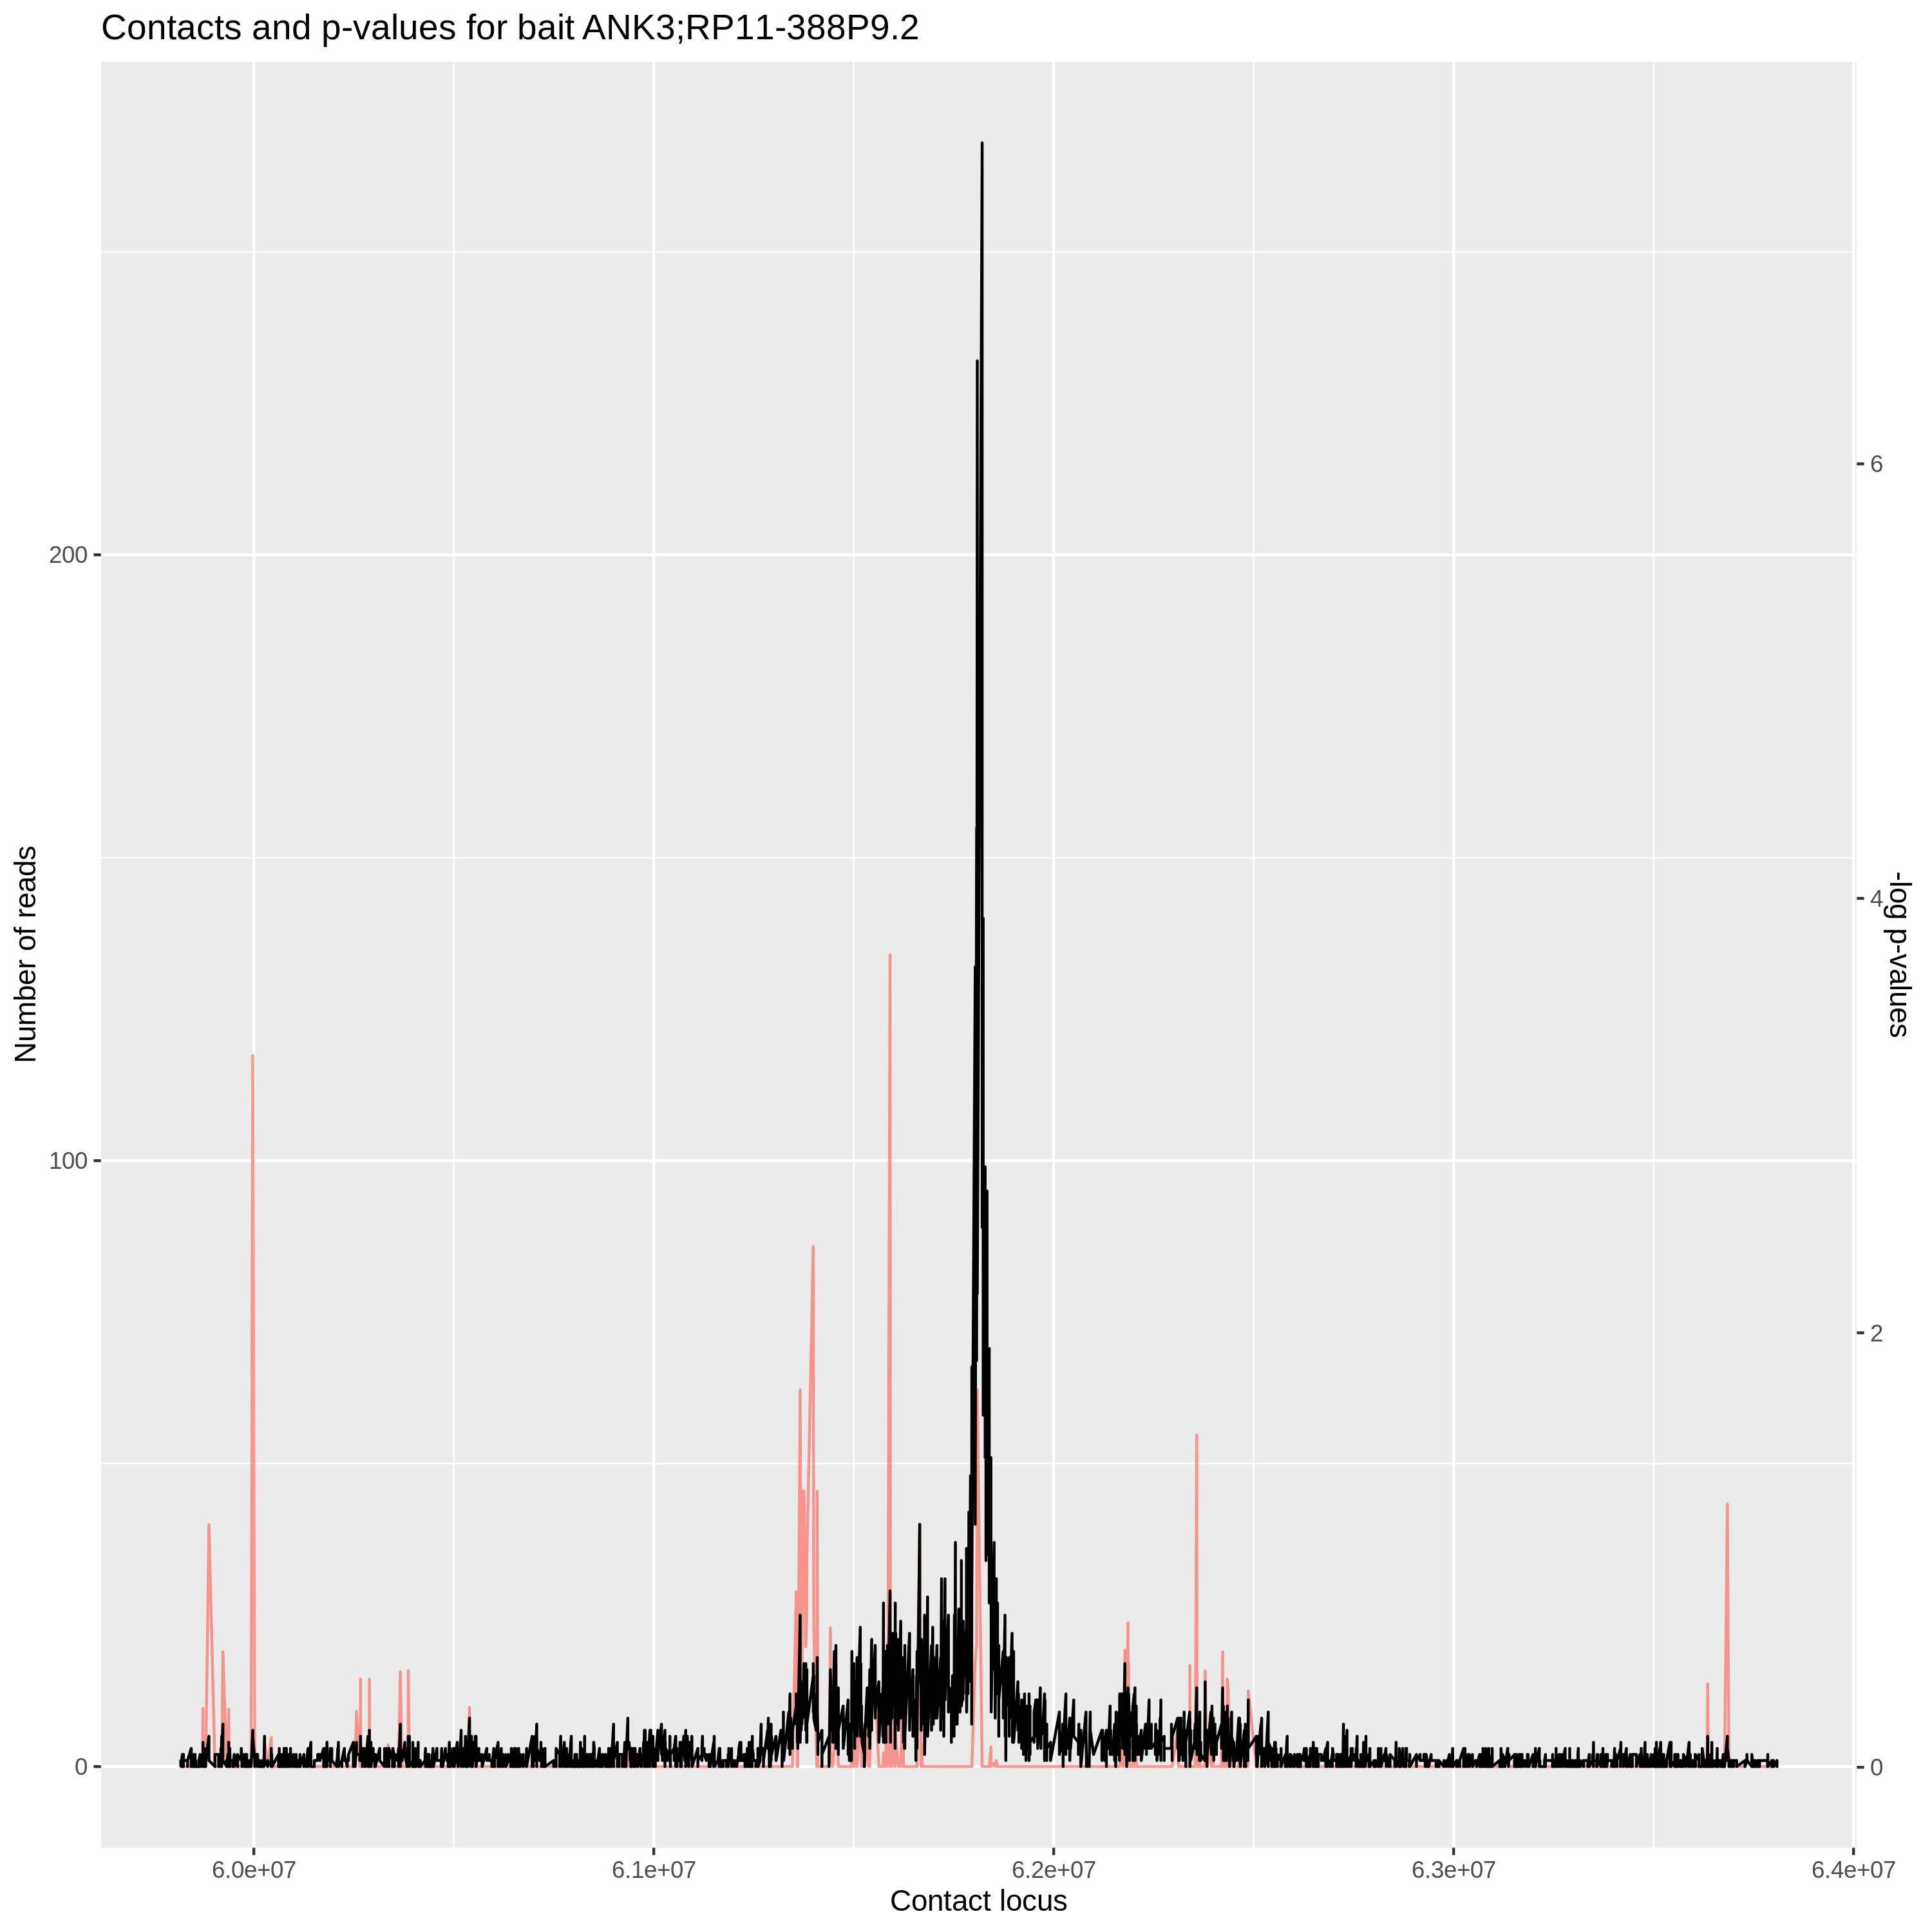 Contacts and p-values for bait ANK3;RP11-388P9.2
Number of reads
200
100
0
6
4
2
0
-log p-values
6.0e+07
6.1e+07
6.2e+07
6.3e+07
6.4e+07
Contact locus